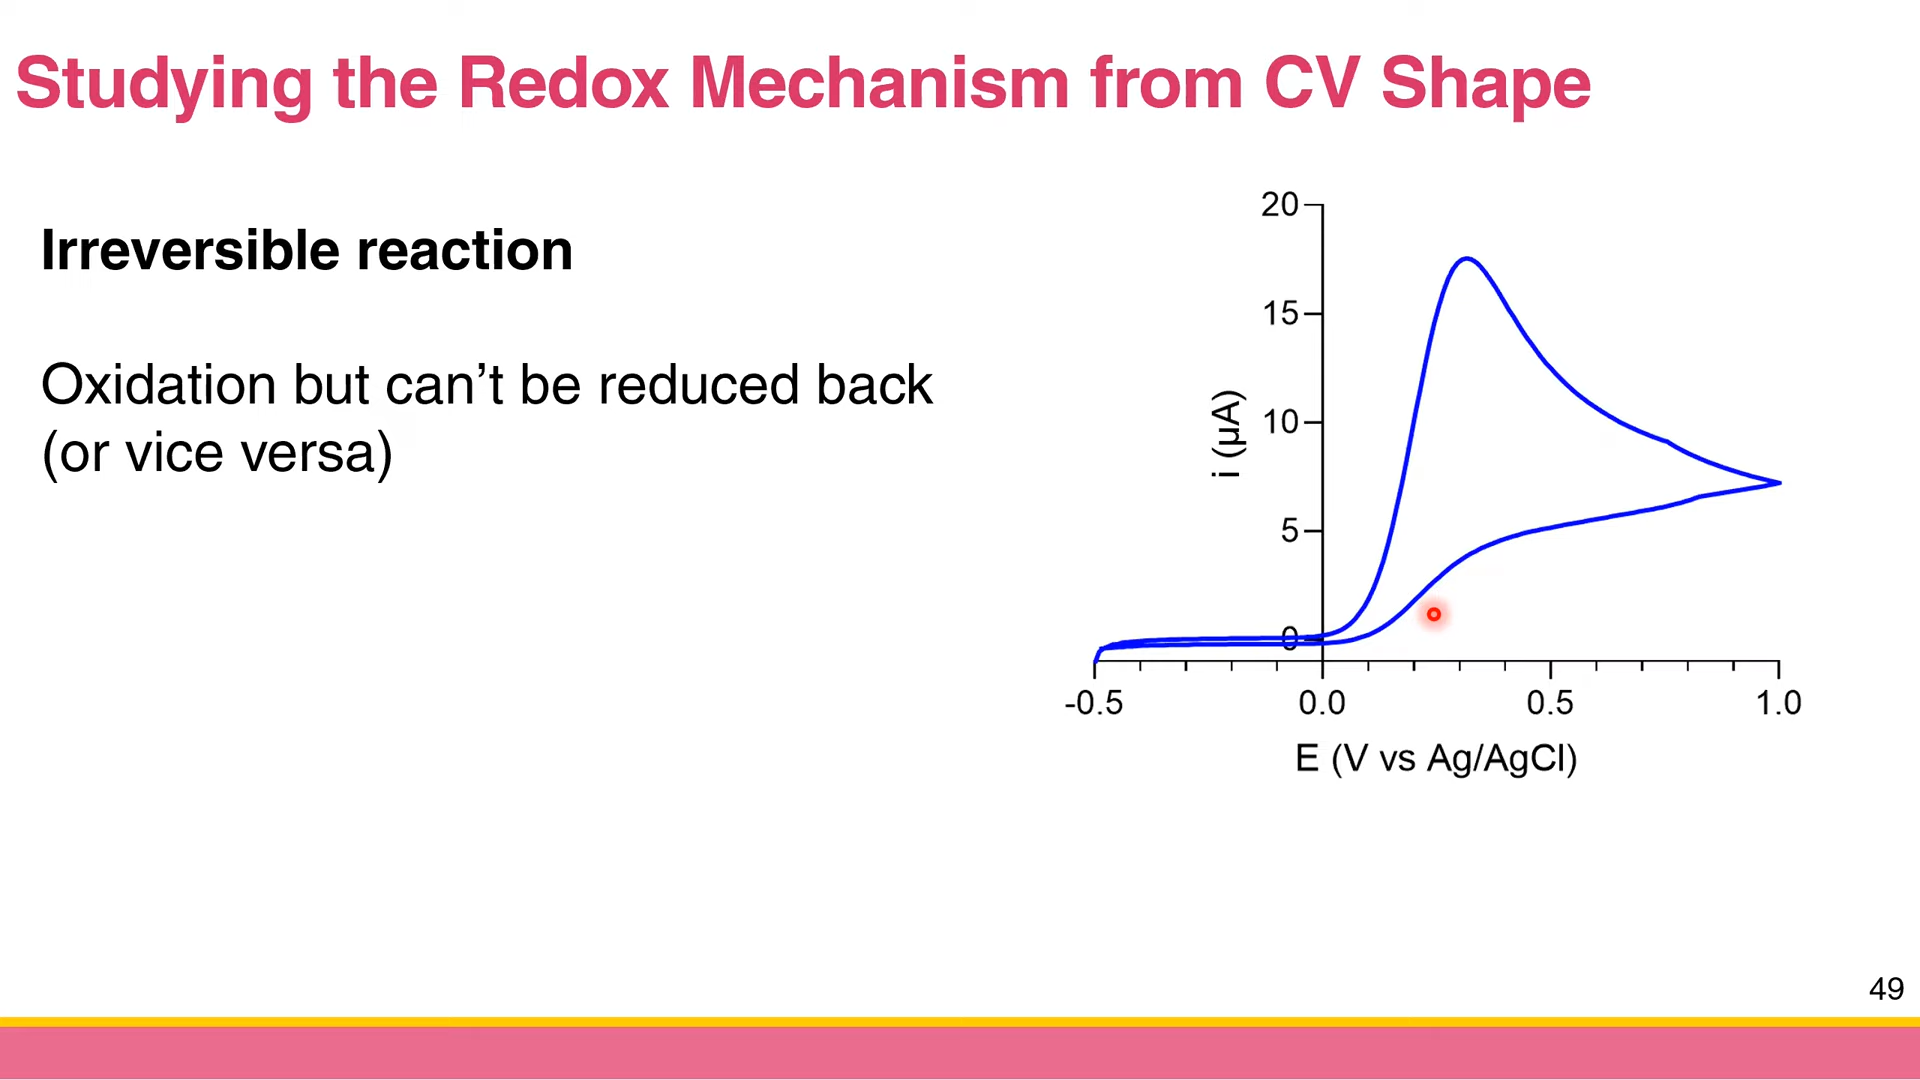 Studying the Redox Mechanism from CV Shape
Irreversible reaction
Oxidation but can’t be reduced back
(or vice versa)
20
15
10
5
0
i (µA)
-0.5
0.0
0.5
1.0
E (V vs Ag/AgCl)
49